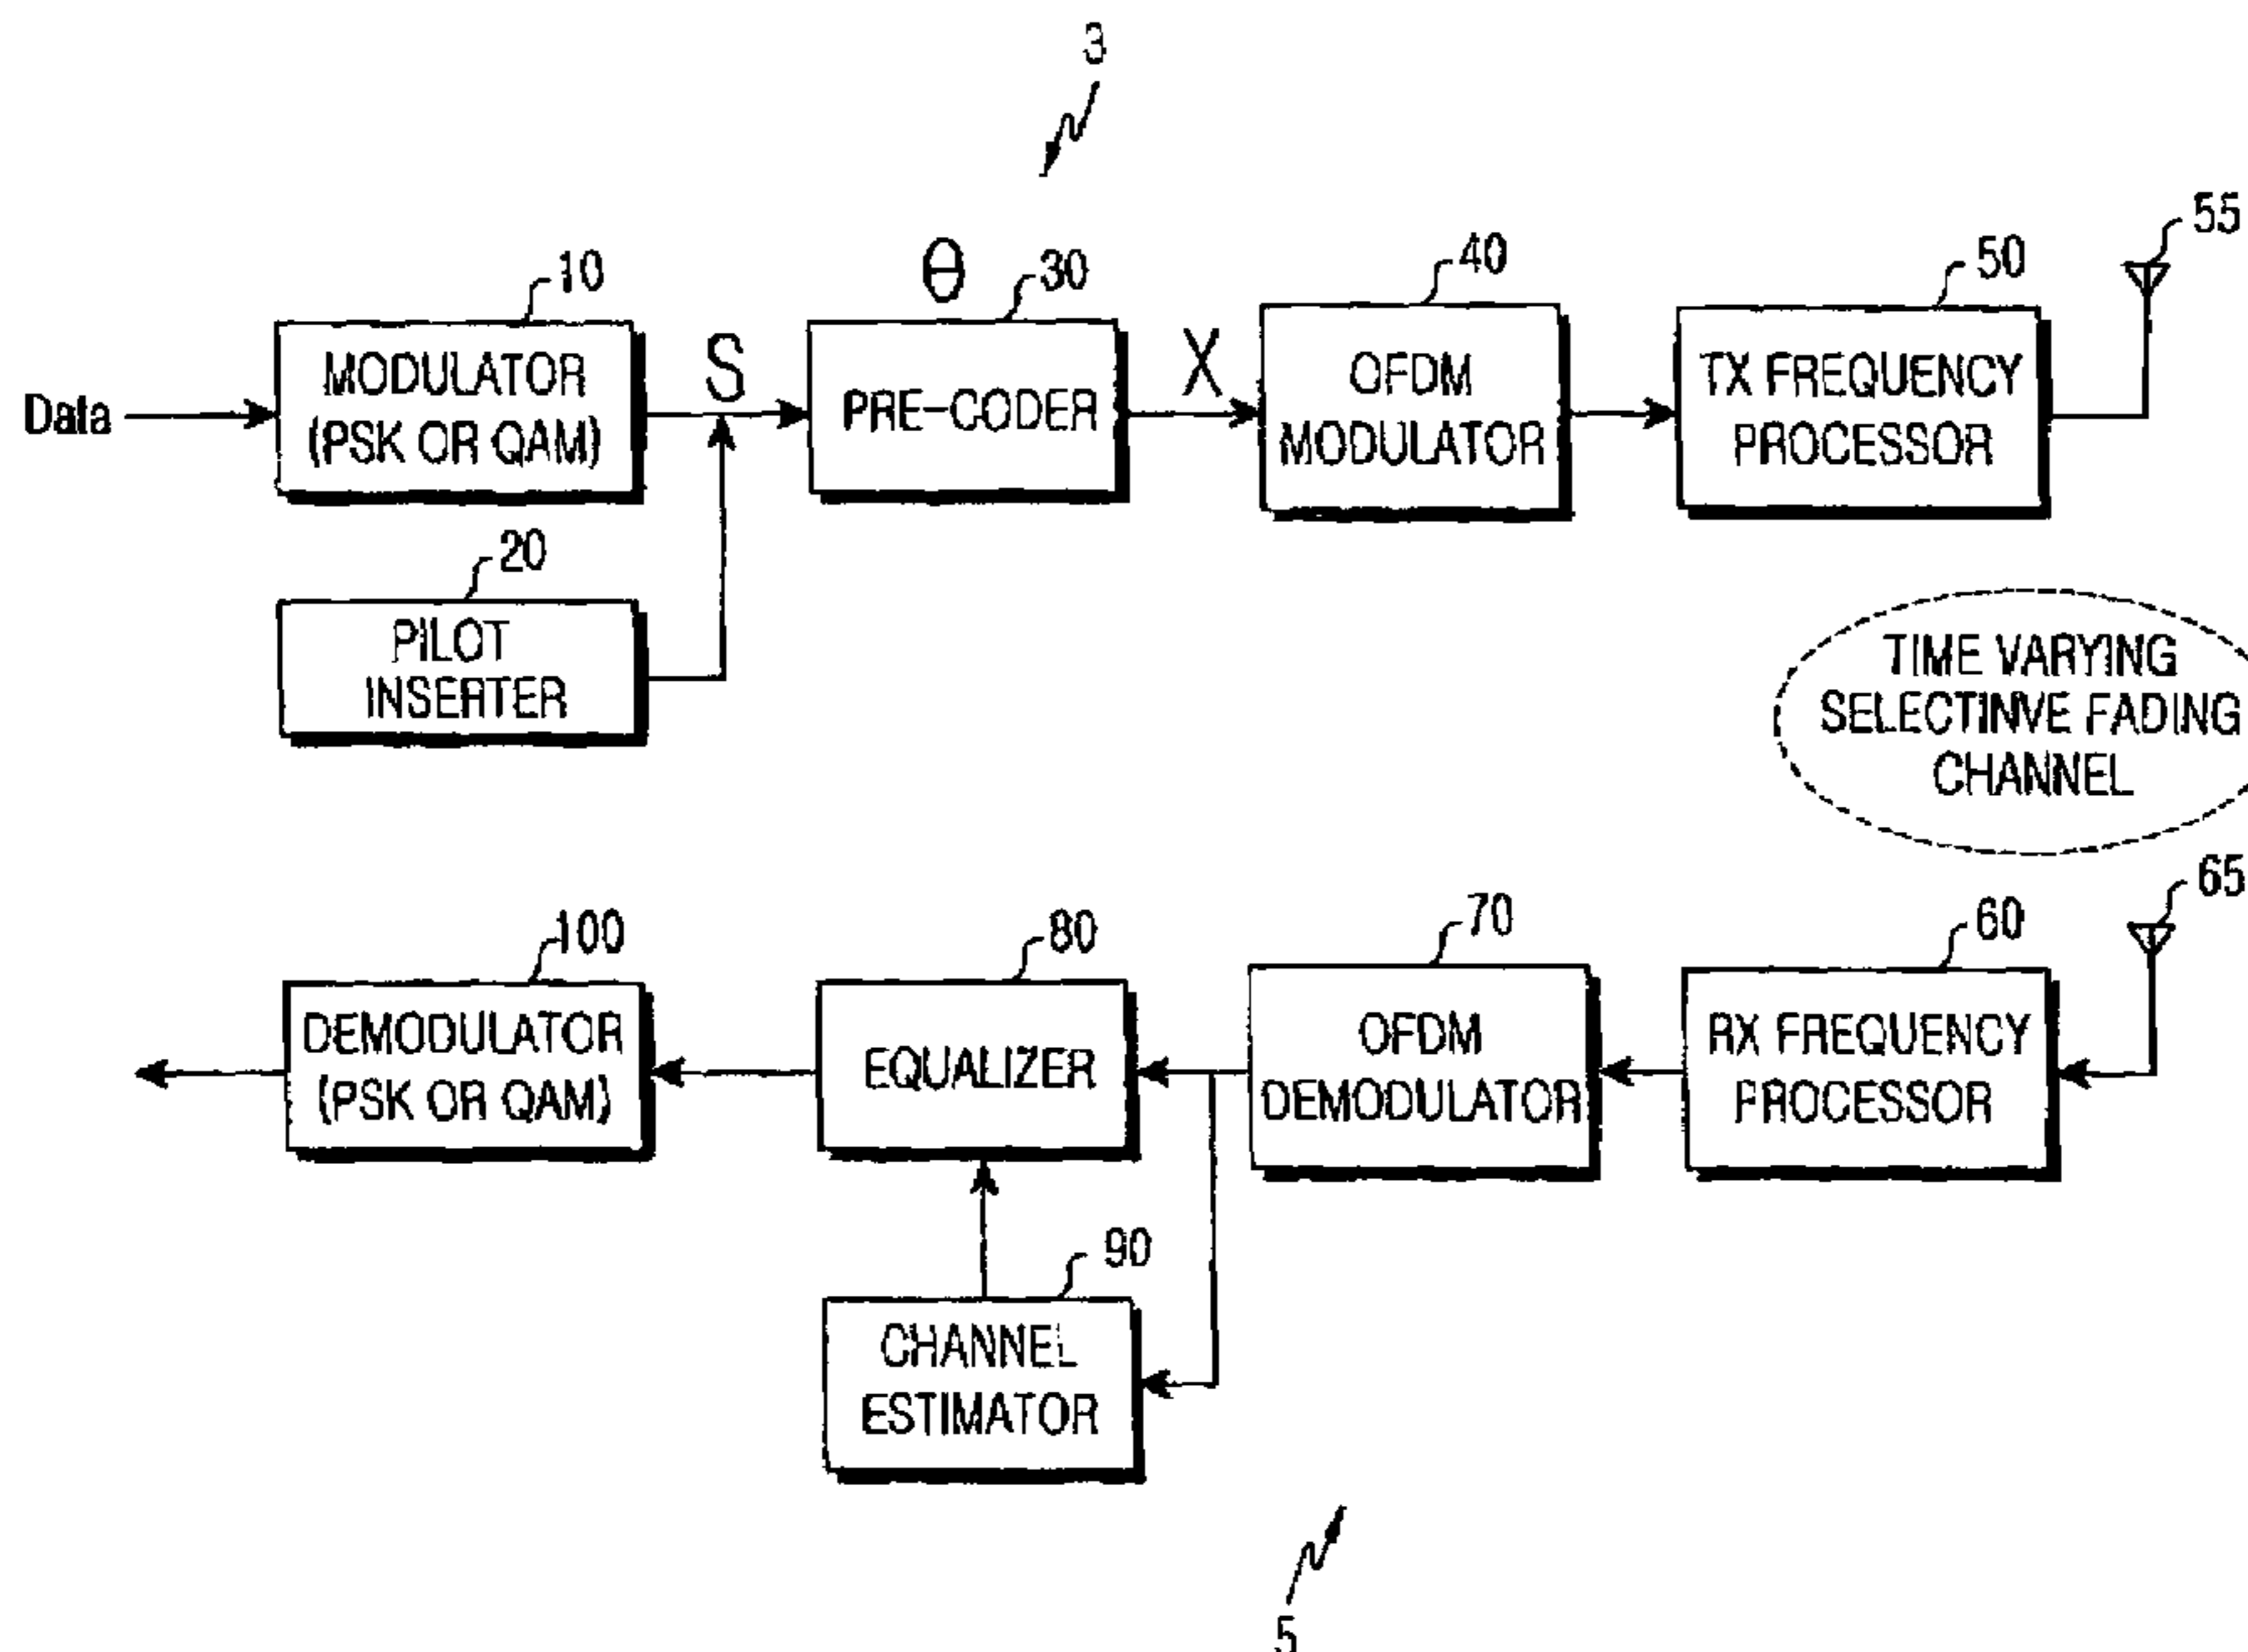 3
55
10
θ
30
40
50
MODULATOR
(PSK OR QAM)
S
PRE-CODER
X
OFDM
MODULATOR
TX FREQUENCY
PROCESSOR
Data
20
PILOT
INSERTER
TIME VARYING
SELECTINVE FADING
CHANNEL
65
100
80
70
60
DEMODULATOR
(PSK OR QAM)
EQUALIZER
OFDM
DEMODULATOR
RX FREQUENCY
PROCESSOR
90
CHANNEL
ESTIMATOR
5